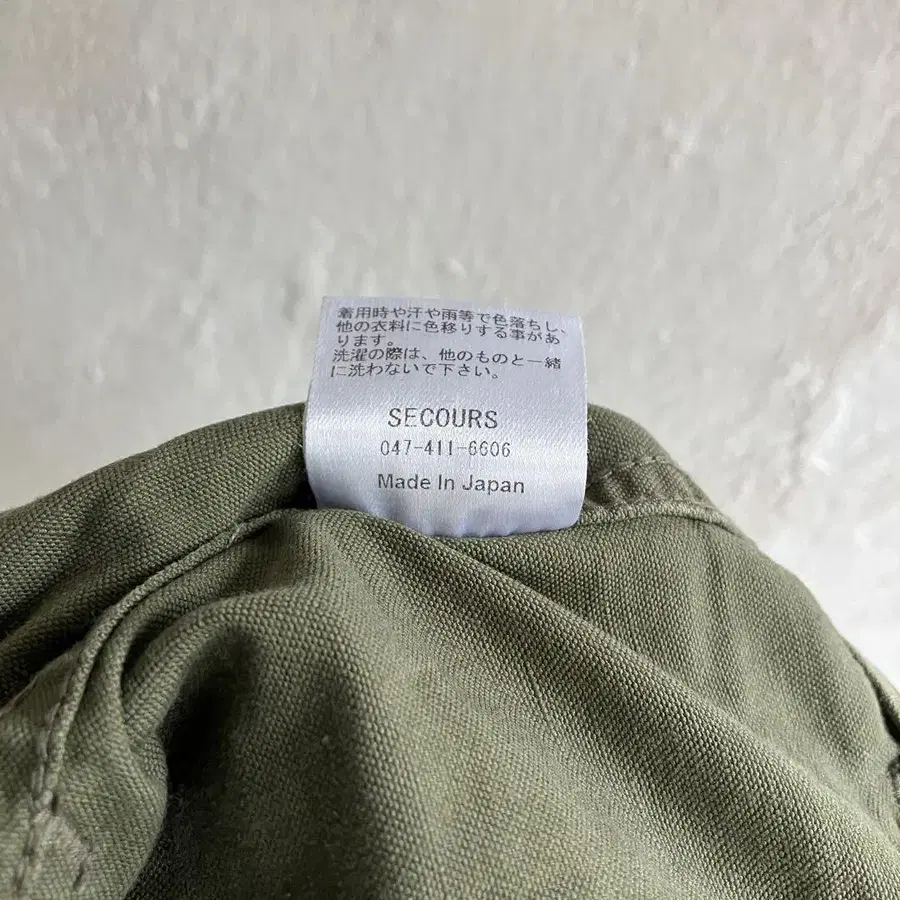 着用時や汗や雨等で色落ちし、
他の衣料に色移りする事があ
ります。
洗濯の際は、他のものと一緒
に洗わないで下さい。
SECOURS
047-411-6606
Made In Japan